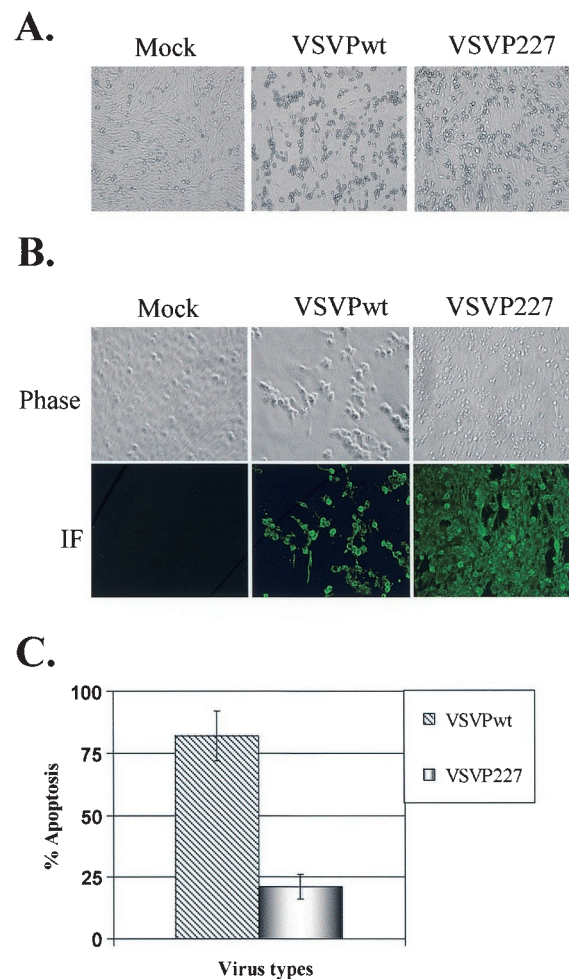 A.
Mock VSVPwt VSVP227
B.
Mock VSVPwt VSVP227
Phase
IF
C.
100
75
50
25
0
% Apoptosis
Virus types
VSVPwt
VSVP227